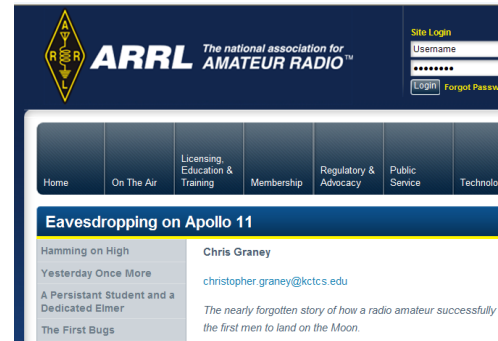 A
R R
L
ARRL The national association for
AMATEUR RADIO™
Site Login
Username
••••••••
Login Forgot Passw
Home
On The Air
Licensing,
Education &
Training
Membership
Regulatory &
Advocacy
Public
Service
Technolo
Eavesdropping on Apollo 11
Hamming on High
Yesterday Once More
A Persistant Student and a
Dedicated Elmer
The First Bugs
Chris Graney
christopher.graney@kctcs.edu
The nearly forgotten story of how a radio amateur successfully
the first men to land on the Moon.